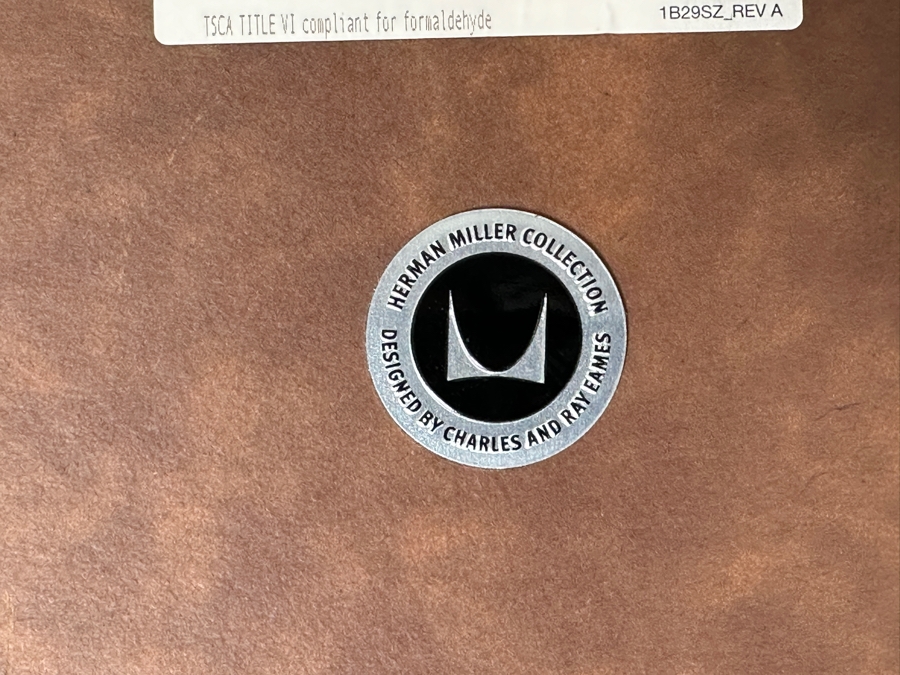 TSCA TITLE VI compliant for formaldehyde
1B29SZ_REV A
HERMAN MILLER COLLECTION
DESIGNED BY CHARLES AND RAY EAMES